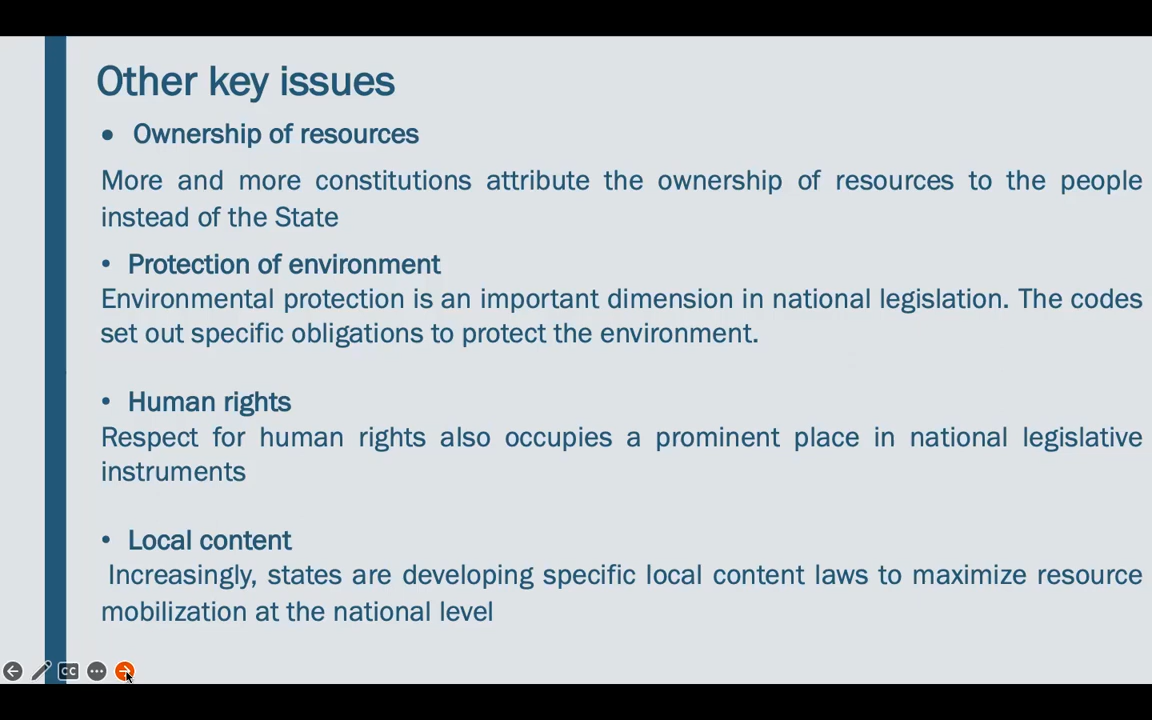 Other key issues
• Ownership of resources
More and more constitutions attribute the ownership of resources to the people
instead of the State
• Protection of environment
Environmental protection is an important dimension in national legislation. The codes
set out specific obligations to protect the environment.
• Human rights
Respect for human rights also occupies a prominent place in national legislative
instruments
• Local content
Increasingly, states are developing specific local content laws to maximize resource
mobilization at the national level
CC